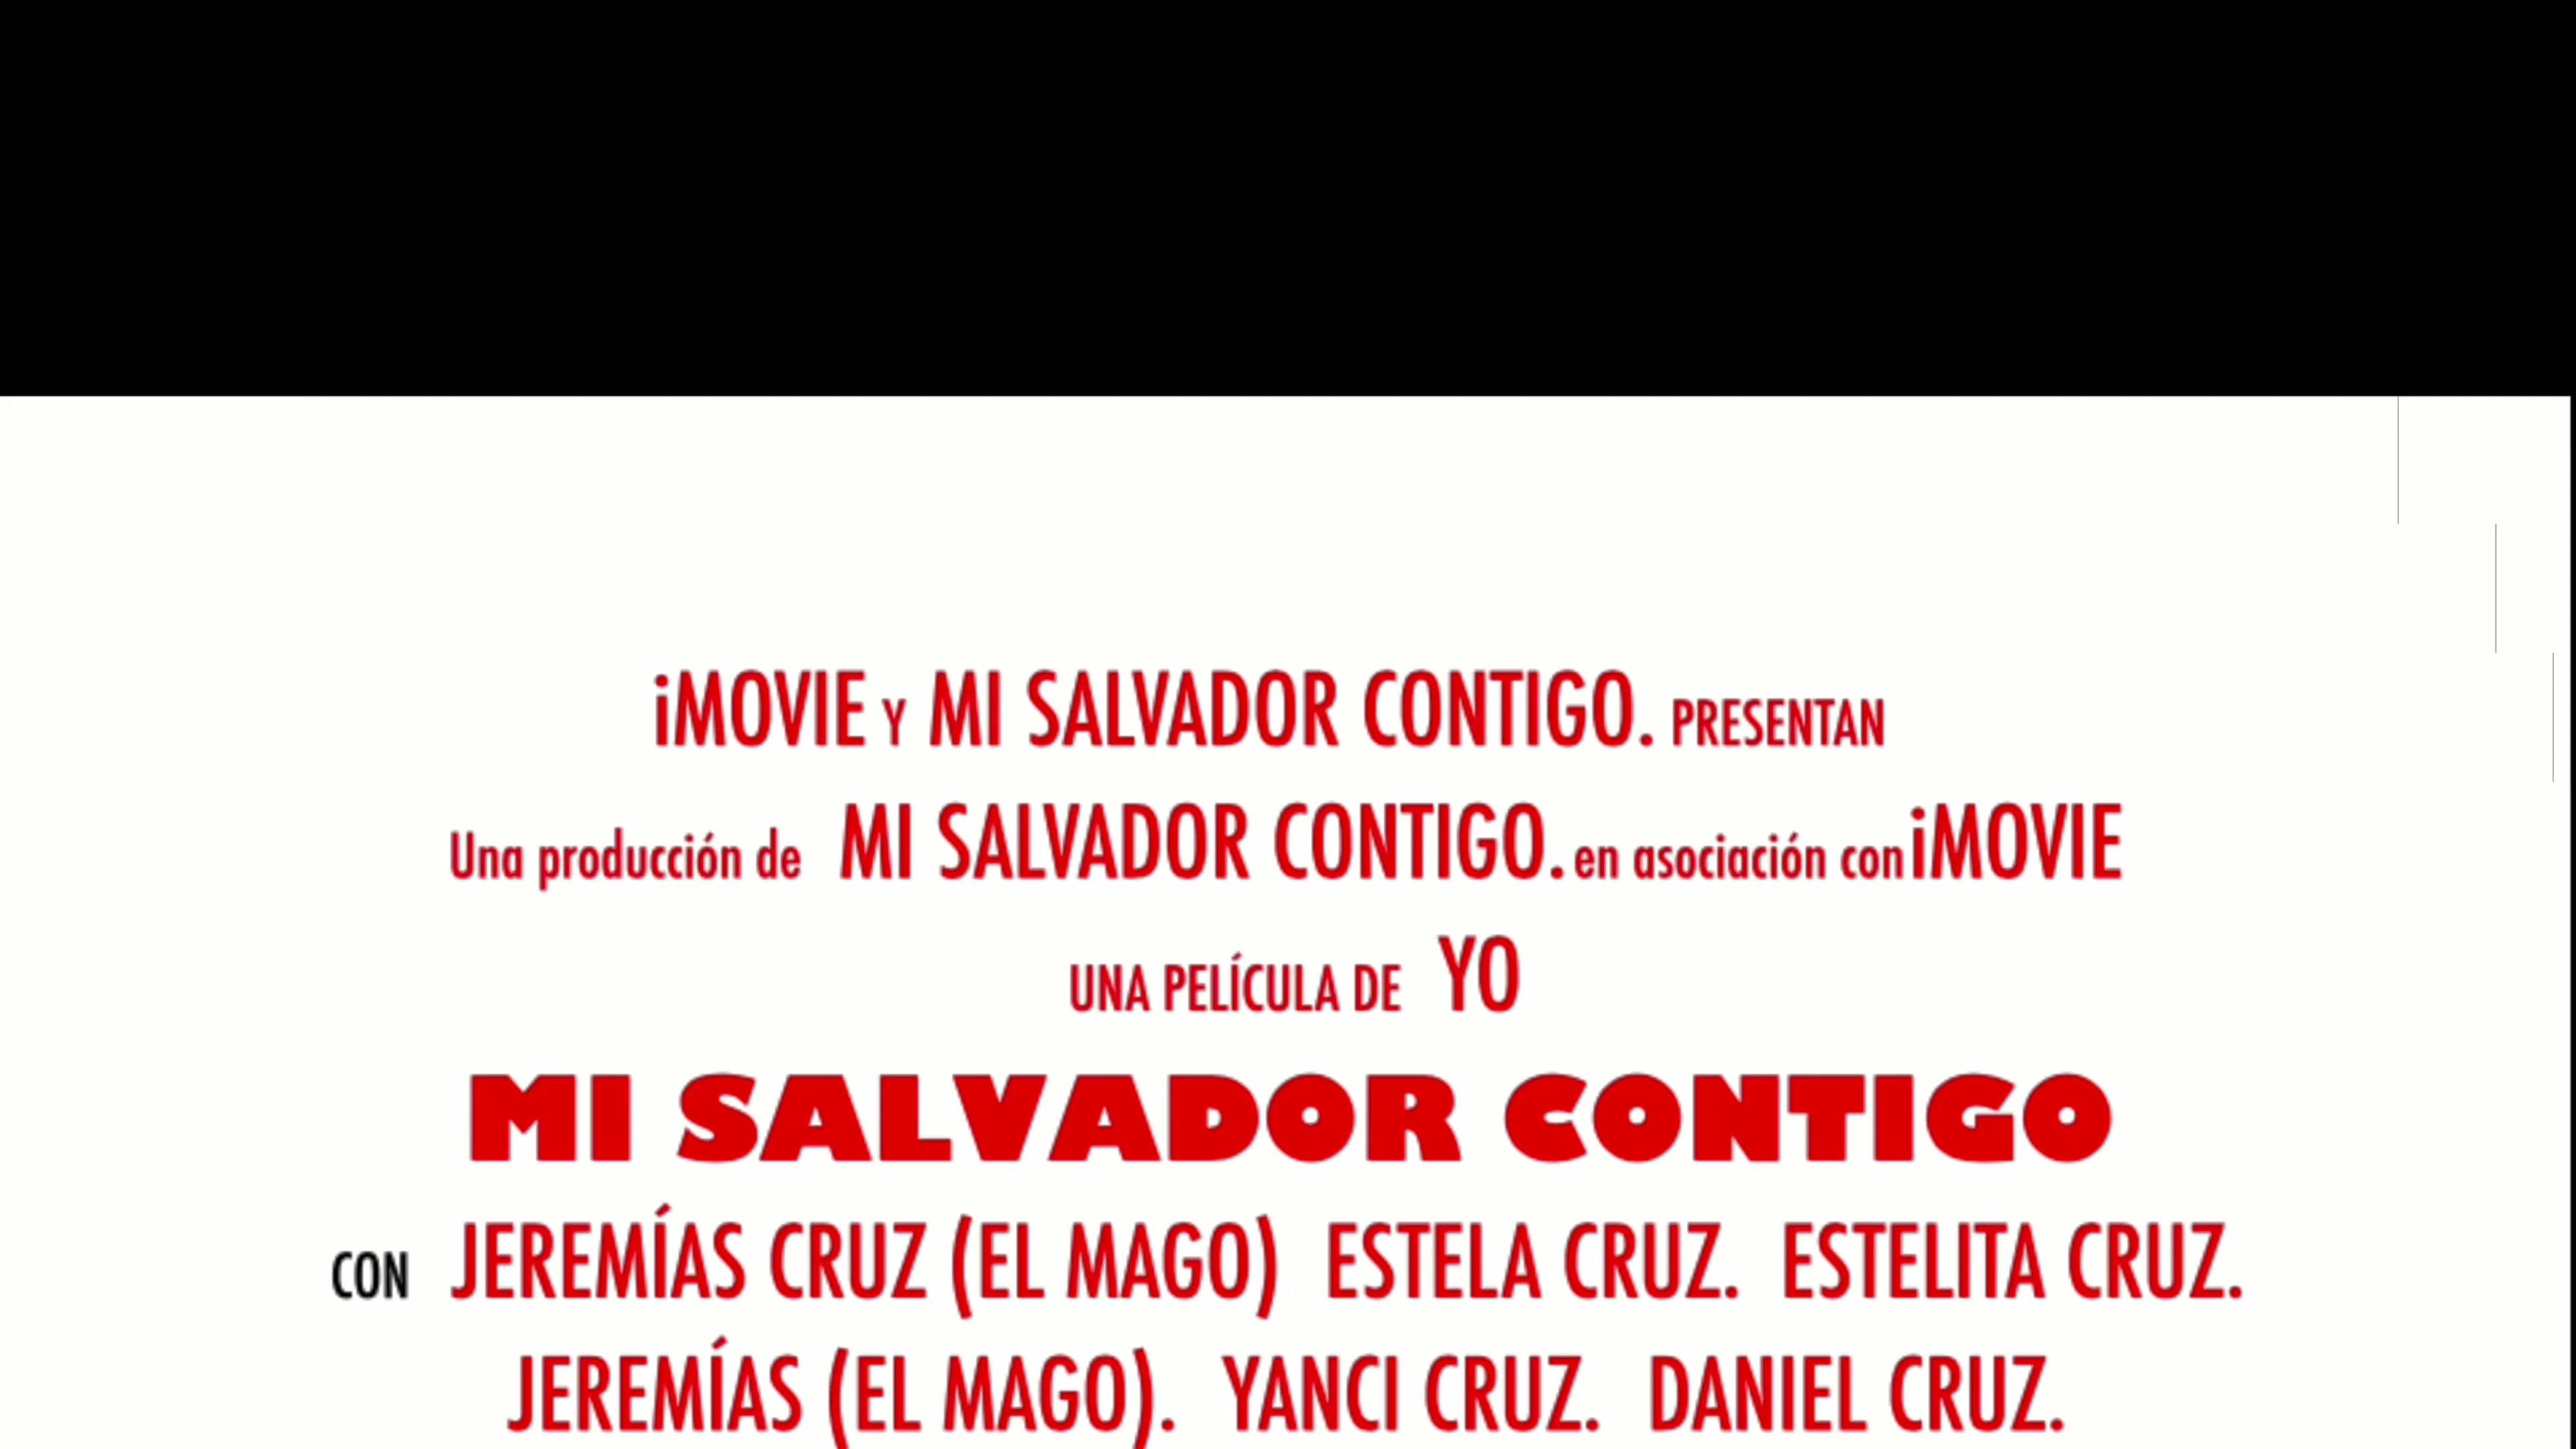 iMOVIE Y MI SALVADOR CONTIGO. PRESENTAN
Una producción de MI SALVADOR CONTIGO. en asociación con iMOVIE
UNA PELÍCULA DE YO
MI SALVADOR CONTIGO
CON JEREMÍAS CRUZ (EL MAGO) ESTELA CRUZ. ESTELITA CRUZ.
JEREMÍAS (EL MAGO). YANCI CRUZ. DANIEL CRUZ.